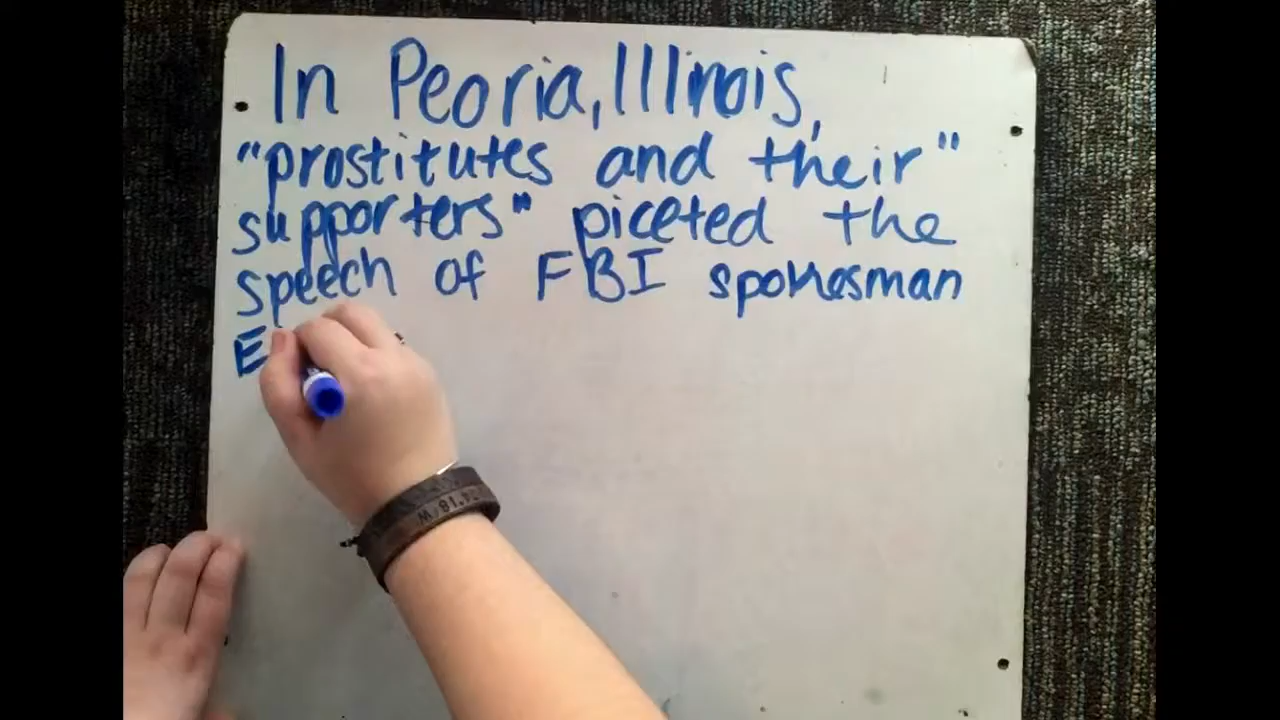 In Peoria, Illinois,
"prostitutes and their"
supporters" piceted the
speech of FBI spokesman
E